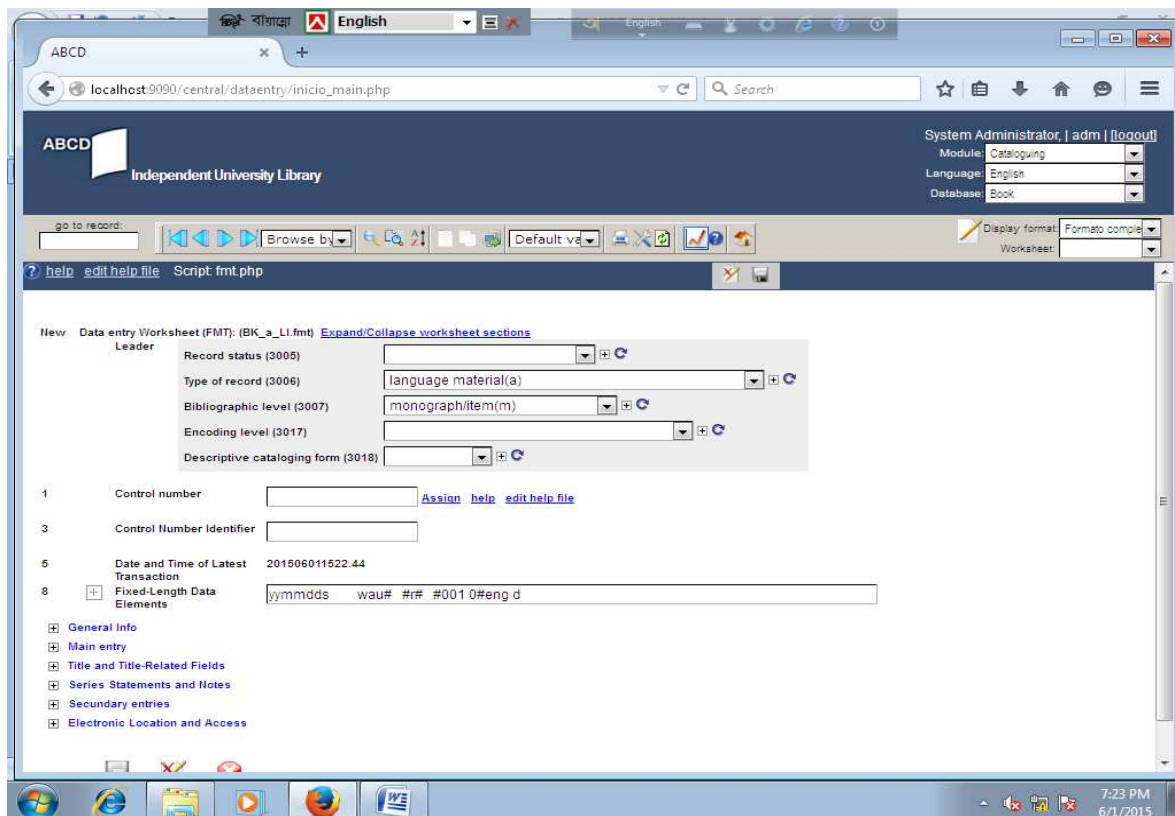 বায়ান্নো English
English
ABCD
localhost:9090/central/dataentry/inicio_main.php Search
ABCD
Independent University Library
System Administrator, | adm | [logout]
Module: Cataloguing
Language: English
Database: Book
go to record:
Browse by Default va
Display format: Formato comple
Worksheet:
? help edit help file Script: fmt.php
New Data entry Worksheet (FMT): (BK_a_LI.fmt) Expand/Collapse worksheet sections
Leader
Record status (3005)
Type of record (3006) language material(a)
Bibliographic level (3007) monograph/item(m)
Encoding level (3017)
Descriptive cataloging form (3018)
1 Control number Assign help edit help file
3 Control Number Identifier
5 Date and Time of Latest Transaction 201506011522.44
8 Fixed-Length Data Elements yymmdds wau# #r# #001 0#eng d
General Info
Main entry
Title and Title-Related Fields
Series Statements and Notes
Secundary entries
Electronic Location and Access
7:23 PM
6/1/2015